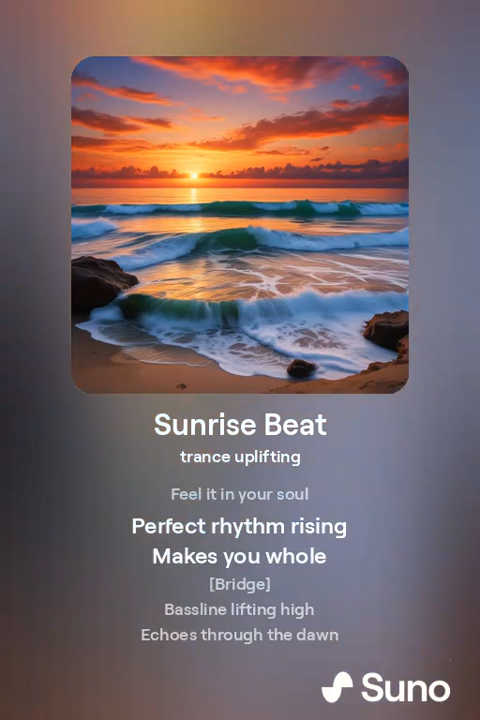 Sunrise Beat
trance uplifting
Feel it in your soul
Perfect rhythm rising
Makes you whole
[Bridge]
Bassline lifting high
Echoes through the dawn
Suno